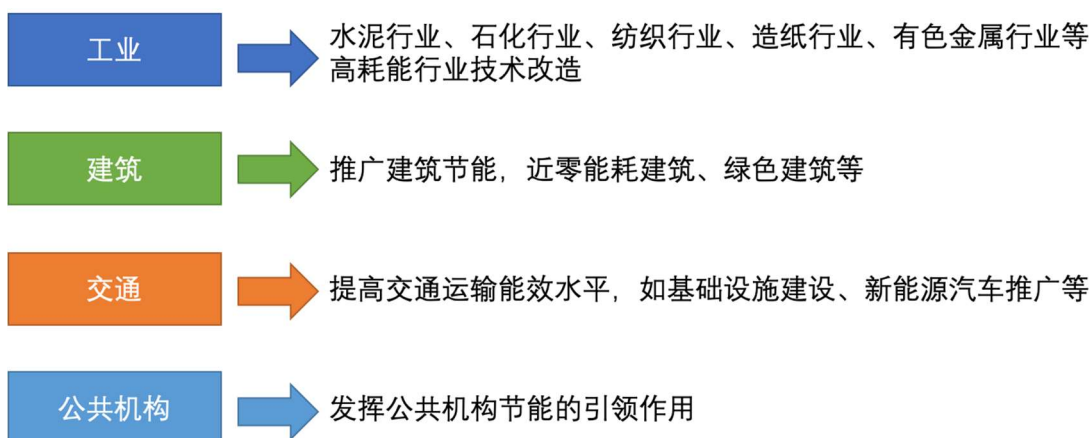 工业
水泥行业、石化行业、纺织行业、造纸行业、有色金属行业等
高耗能行业技术改造
建筑
推广建筑节能，近零能耗建筑、绿色建筑等
交通
提高交通运输能效水平，如基础设施建设、新能源汽车推广等
公共机构
发挥公共机构节能的引领作用